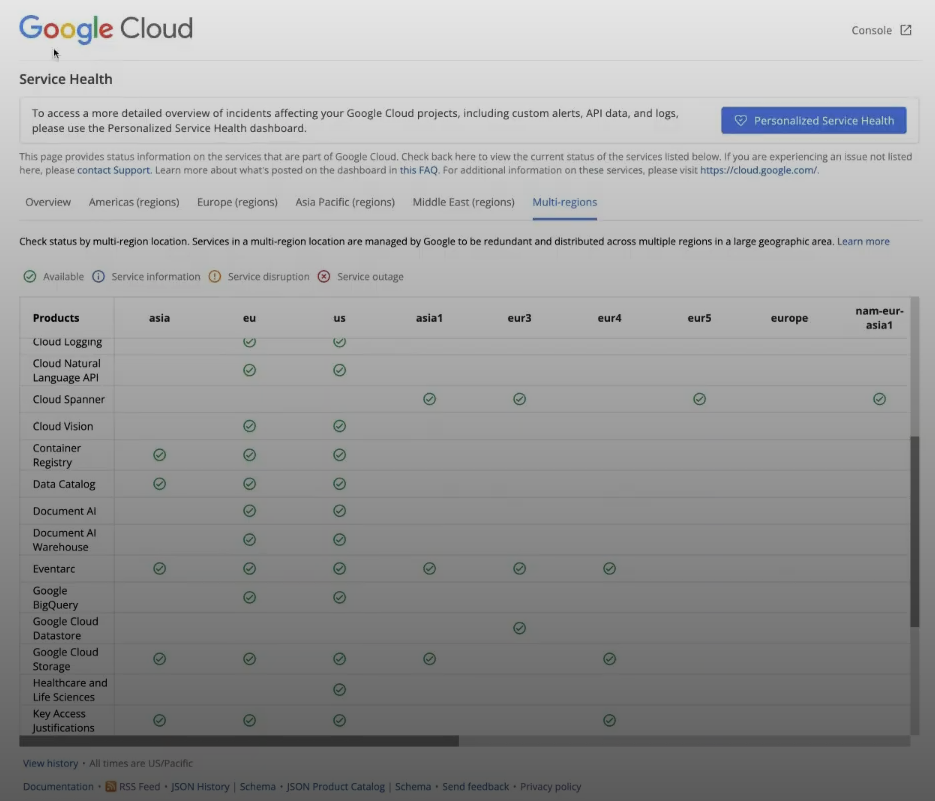 Google Cloud
Console
Service Health
To access a more detailed overview of incidents affecting your Google Cloud projects, including custom alerts, API data, and logs,
please use the Personalized Service Health dashboard.
Personalized Service Health
This page provides status information on the services that are part of Google Cloud. Check back here to view the current status of the services listed below. If you are experiencing an issue not listed
here, please contact Support. Learn more about what's posted on the dashboard in this FAQ. For additional information on these services, please visit https://cloud.google.com/.
Overview Americas (regions) Europe (regions) Asia Pacific (regions) Middle East (regions) Multi-regions
Check status by multi-region location. Services in a multi-region location are managed by Google to be redundant and distributed across multiple regions in a large geographic area. Learn more
Available Service information Service disruption Service outage
Products asia eu us asia1 eur3 eur4 eur5 europe nam-eur-
asia1
Cloud Logging
Cloud Natural
Language API
Cloud Spanner
Cloud Vision
Container
Registry
Data Catalog
Document AI
Document AI
Warehouse
Eventarc
Google
BigQuery
Google Cloud
Datastore
Google Cloud
Storage
Healthcare and
Life Sciences
Key Access
Justifications
View history • All times are US/Pacific
Documentation • RSS Feed • JSON History | Schema • JSON Product Catalog | Schema • Send feedback • Privacy policy